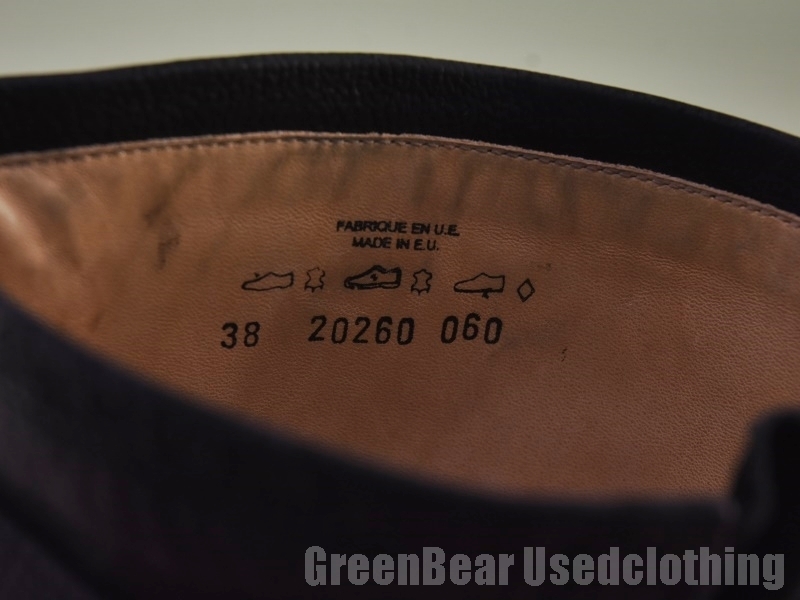 FABRIQUE EN U.E.
MADE IN E.U.
38 20260 060
GreenBear Usedclothing